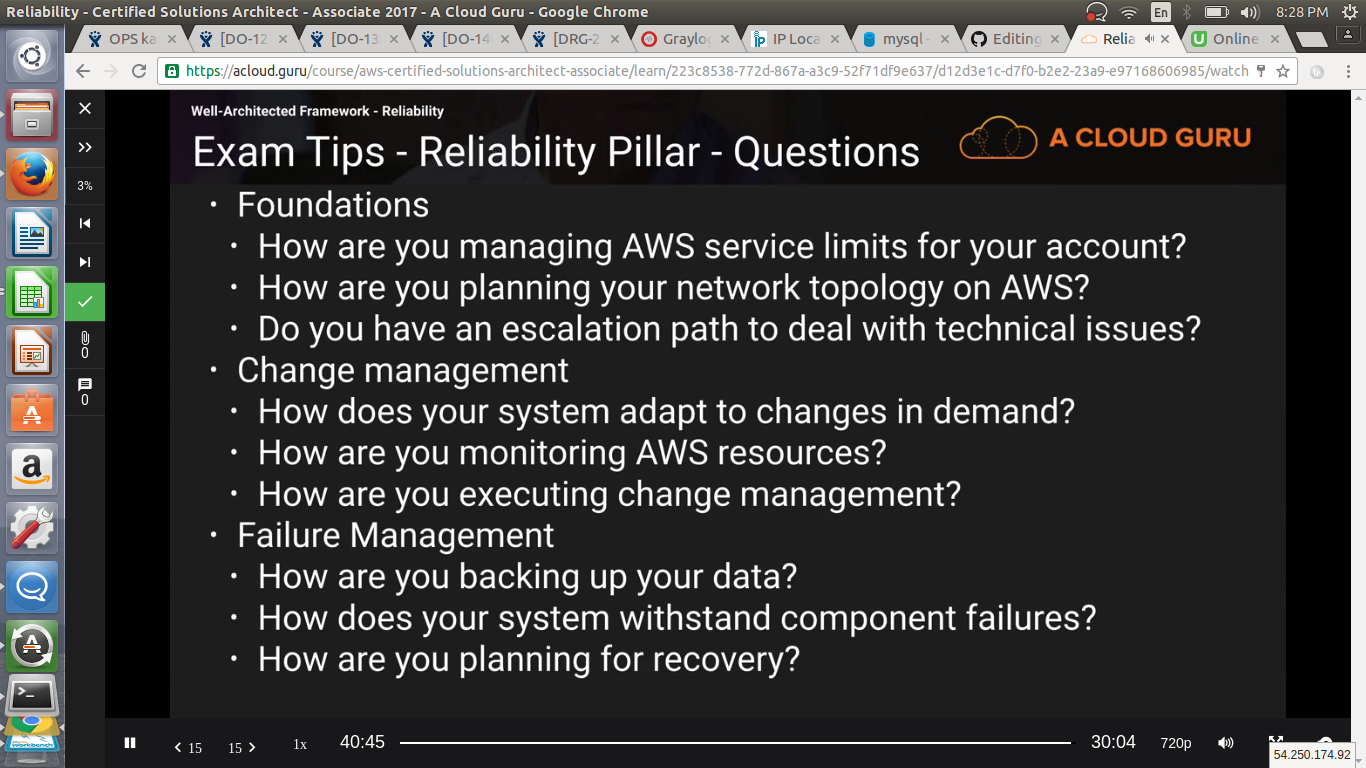 Reliability - Certified Solutions Architect - Associate 2017 - A Cloud Guru - Google Chrome
En
8:28 PM
OPS ka
[DO-12
[DO-13
[DO-14
[DRG-2
Graylo
IP Loca
mysql -
Editing
Relia
Online
https://acloud.guru/course/aws-certified-solutions-architect-associate/learn/223c8538-772d-867a-a3c9-52f71df9e637/d12d3e1c-d7f0-b2e2-23a9-e97168606985/watch
3%
0
0
Well-Architected Framework - Reliability
Exam Tips - Reliability Pillar - Questions
A CLOUD GURU
• Foundations
• How are you managing AWS service limits for your account?
• How are you planning your network topology on AWS?
• Do you have an escalation path to deal with technical issues?
• Change management
• How does your system adapt to changes in demand?
• How are you monitoring AWS resources?
• How are you executing change management?
• Failure Management
• How are you backing up your data?
• How does your system withstand component failures?
• How are you planning for recovery?
15
15
1x
40:45
30:04
720p
54.250.174.92